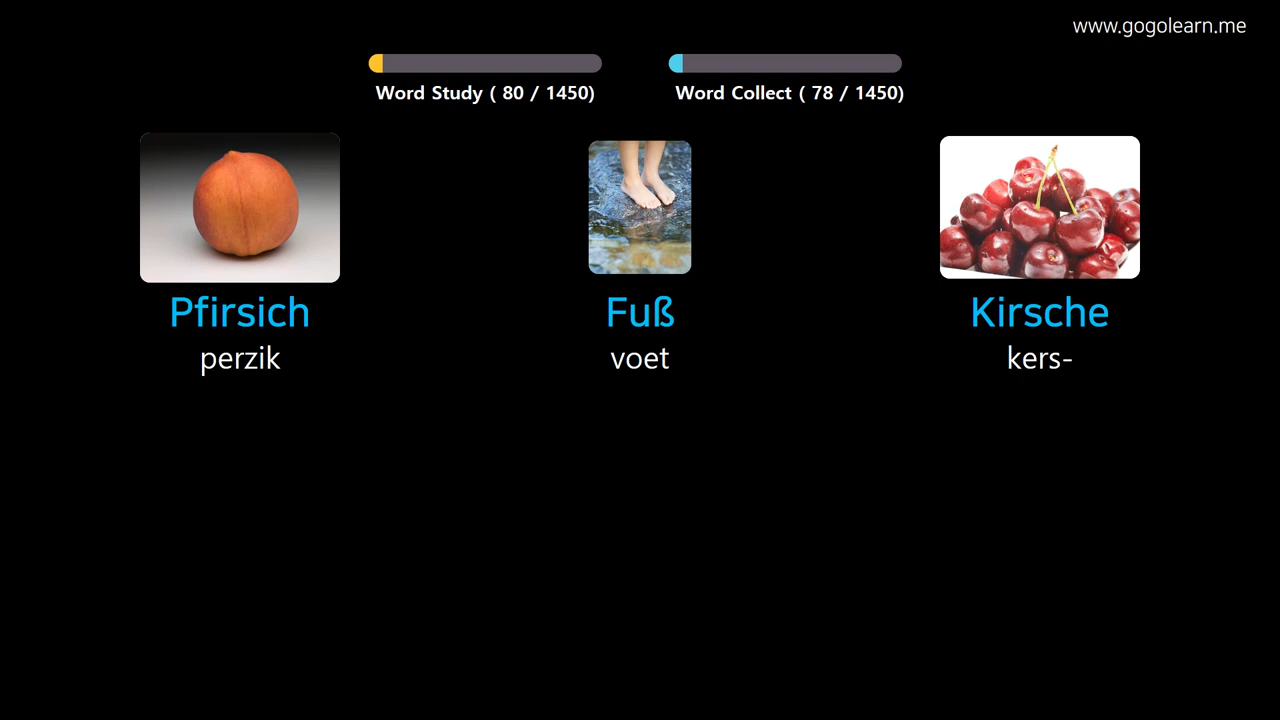 www.gogolearn.me
Word Study ( 80 / 1450)
Word Collect ( 78 / 1450)
Pfirsich
Fuß
Kirsche
perzik
voet
kers-